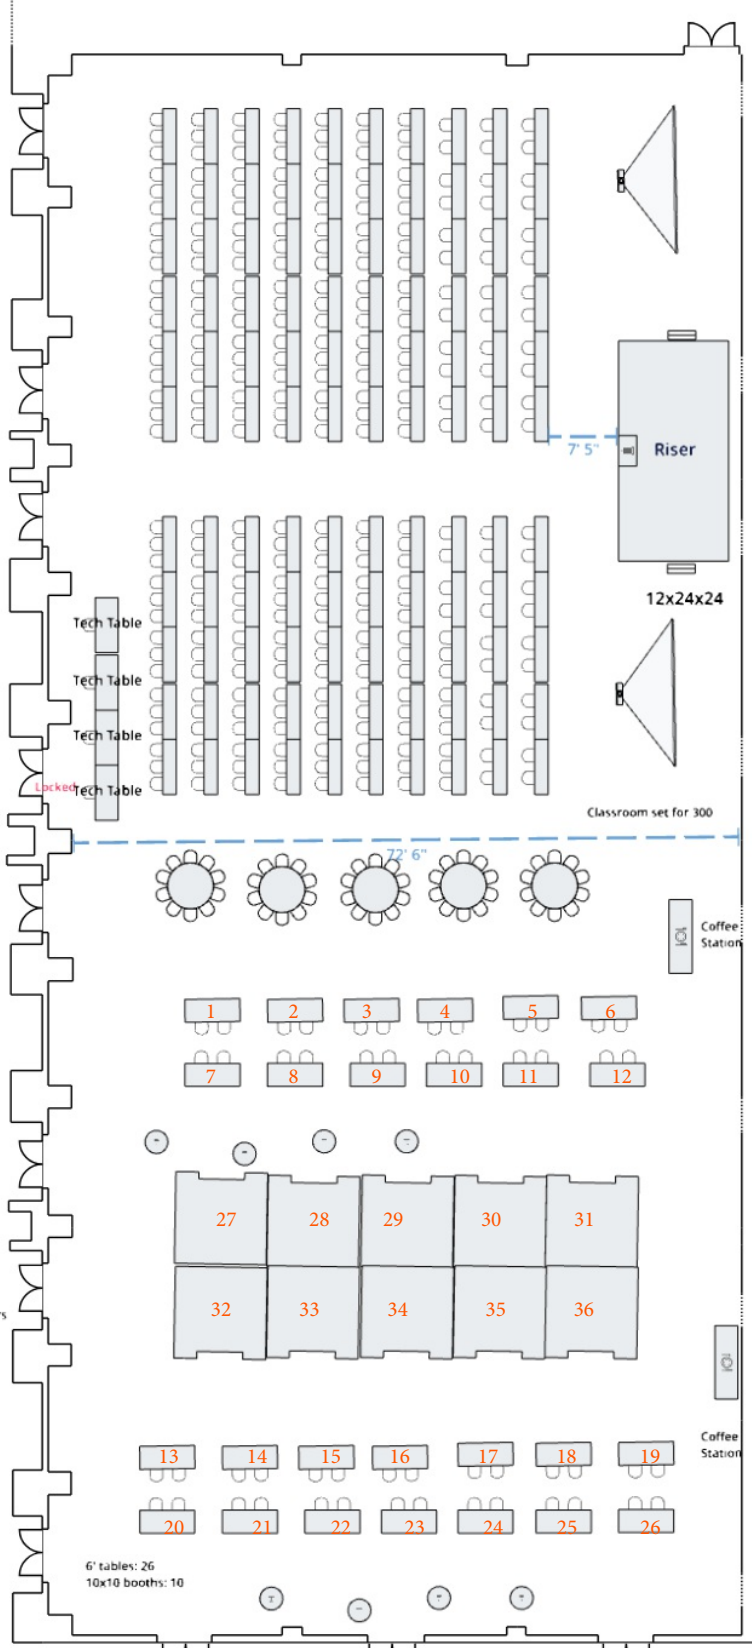 7' 5"
Riser
12x24x24
Tech Table
Tech Table
Tech Table
Locked
Tech Table
Classroom set for 300
72' 6"
Coffee
Station
1 2 3 4 5 6
7 8 9 10 11 12
27 28 29 30 31
32 33 34 35 36
Coffee
Station
13 14 15 16 17 18 19
20 21 22 23 24 25 26
6' tables: 26
10x10 booths: 10